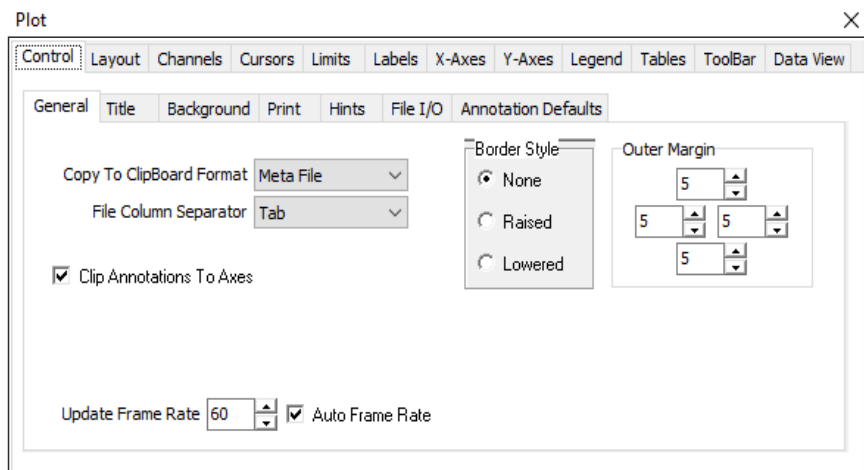 Plot
Control Layout Channels Cursors Limits Labels X-Axes Y-Axes Legend Tables ToolBar Data View
General Title Background Print Hints File I/O Annotation Defaults
Copy To ClipBoard Format Meta File
File Column Separator Tab
Clip Annotations To Axes
Border Style
None
Raised
Lowered
Outer Margin
5
5 5
5
Update Frame Rate 60 Auto Frame Rate